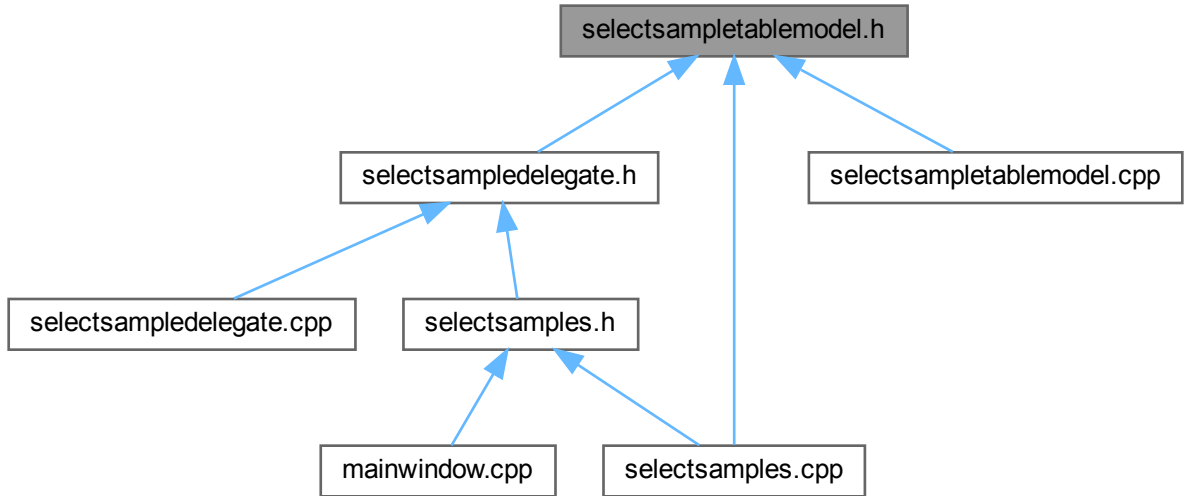 selectsampletablemodel.h
selectsampledelegate.h
selectsampletablemodel.cpp
selectsampledelegate.cpp
selectsamples.h
mainwindow.cpp
selectsamples.cpp